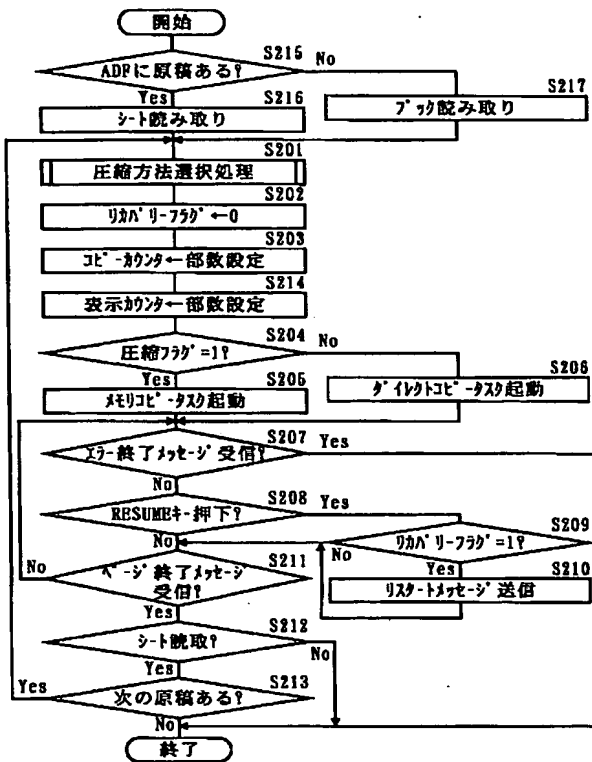 開始
S215
ADFに原稿ある?
No
Yes
S216
S217
シート読み取り
ブック読み取り
S201
圧縮方法選択処理
S202
リカバリーフラグ←0
S203
コピーカウンタ←部数設定
S214
表示カウンタ←部数設定
S204
圧縮フラグ=1?
No
Yes
S205
S206
メモリコピータスク起動
ダイレクトコピータスク起動
S207
エラー終了メッセージ受信?
Yes
No
S208
RESUMEキー押下?
Yes
S209
No
リカバリーフラグ=1?
No
S211
Yes
S210
No
ページ終了メッセージ
受信?
リスタートメッセージ送信
Yes
S212
シート読取?
No
Yes
S213
Yes
次の原稿ある?
No
終了